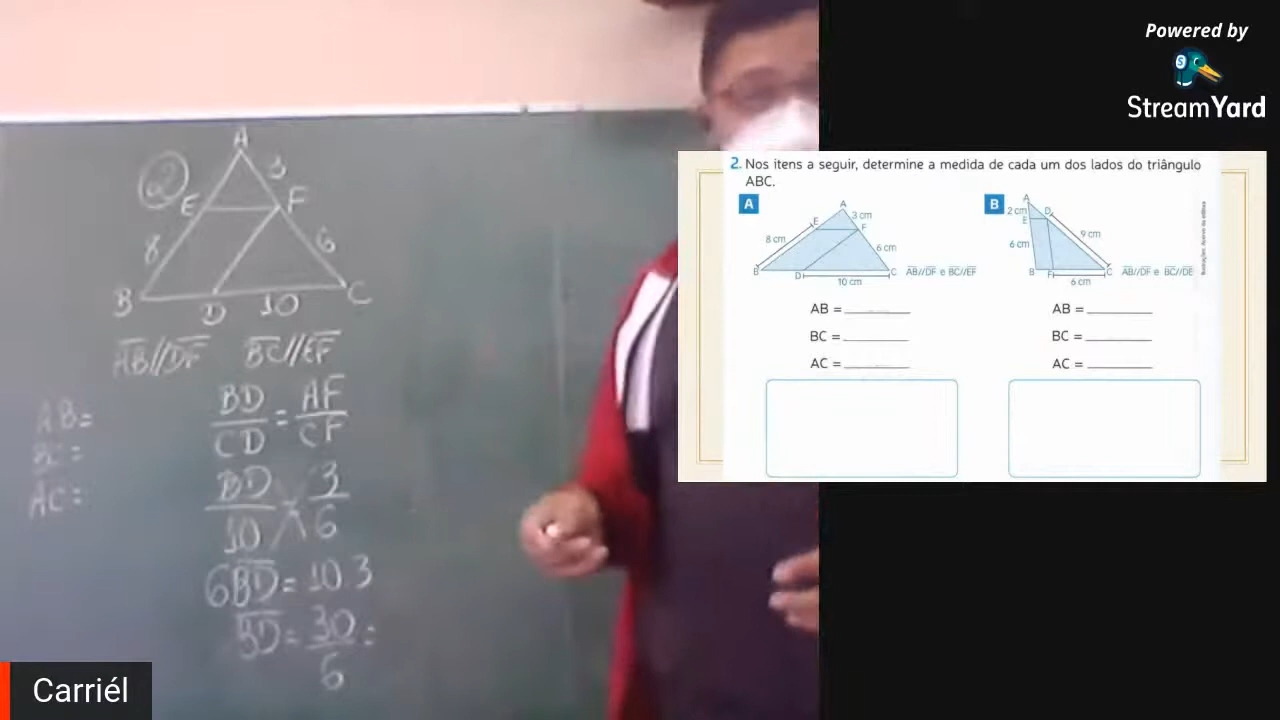 A
2
3
E
F
8
6
B
D
10
C
AB//DF BC//EF
AB=
BC=
AC=
BD/CD = AF/CF
BD/10 3/6
6BD = 10.3
BD = 30/6 =
Carriél
Powered by
S
StreamYard
2. Nos itens a seguir, determine a medida de cada um dos lados do triângulo
ABC.
A
A
3 cm
E
F
8 cm
6 cm
B
D
C
10 cm
AB//DF e BC//EF
AB =
BC =
AC =
B
A
2 cm
D
E
9 cm
6 cm
B
F
C
6 cm
AB//DF e BC//DE
AB =
BC =
AC =